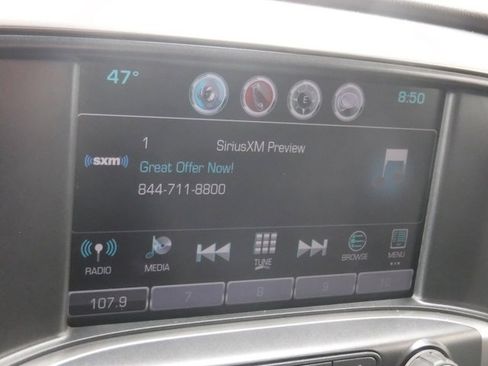 47°
E
8:50
1 SiriusXM Preview
((sxm))
Great Offer Now!
844-711-8800
RADIO MEDIA TUNE BROWSE MENU
107.9 7 8 9 10